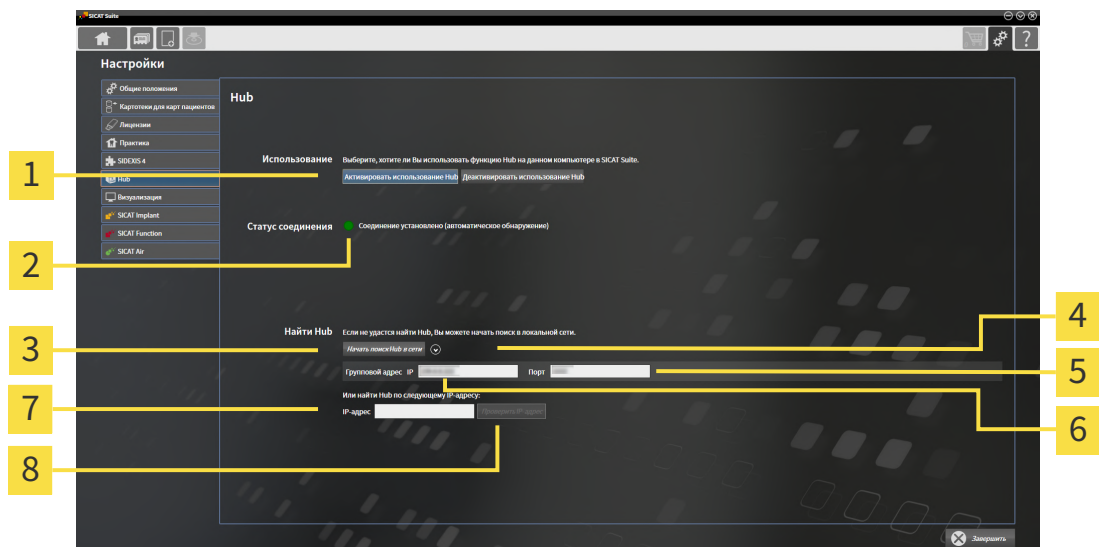 SICAT Suite
?
Настройки
Общие положения
Картотеки для карт пациентов
Лицензии
Практика
SIDEXIS 4
Hub
Визуализация
SICAT Implant
SICAT Function
SICAT Air
Hub
Использование Выберите, хотите ли Вы использовать функцию Hub на данном компьютере в SICAT Suite.
Активировать использование Hub Деактивировать использование Hub
Статус соединения Соединение установлено (автоматическое обнаружение)
Найти Hub Если не удастся найти Hub, Вы можете начать поиск в локальной сети.
Начать поискHub в сети
Групповой адрес IP Порт
Или найти Hub по следующему IP-адресу:
IP-адрес Проверить IP-адрес
Завершить
1
2
3
4
5
6
7
8